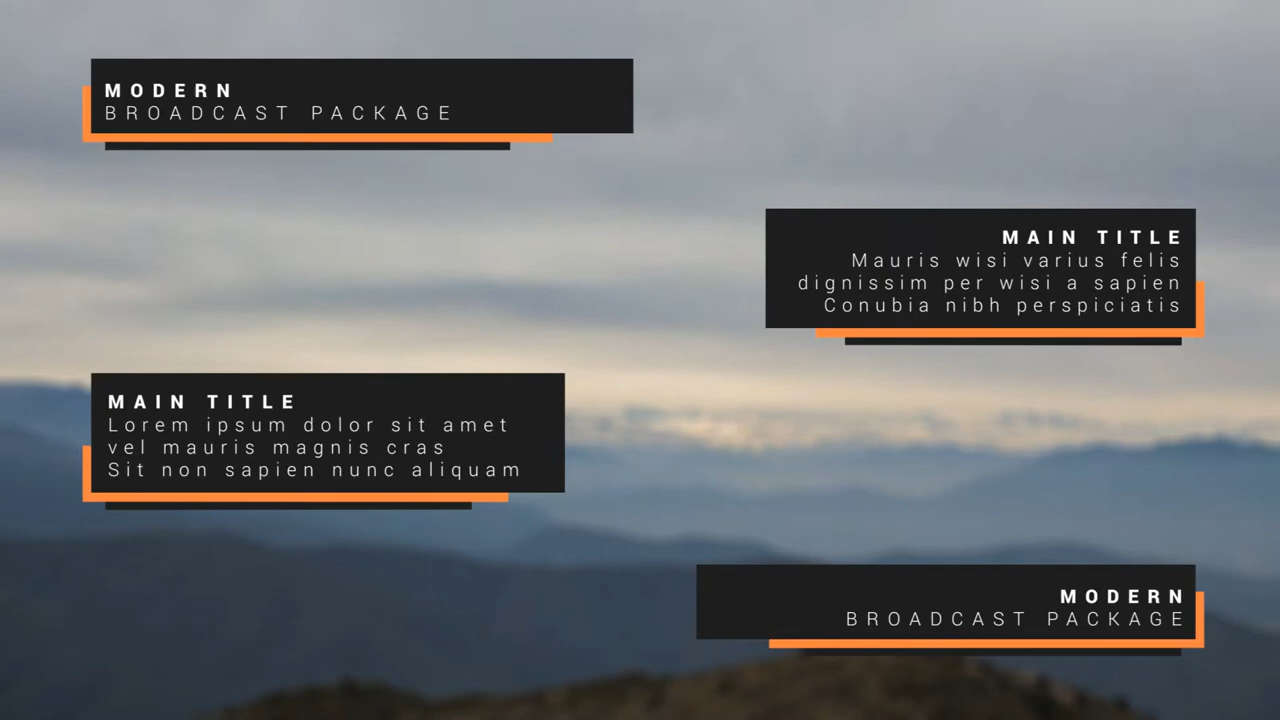 MODERN
BROADCAST PACKAGE
MAIN TITLE
Mauris wisi varius felis
dignissim per wisi a sapien
Conubia nibh perspiciatis
MAIN TITLE
Lorem ipsum dolor sit amet
vel mauris magnis cras
Sit non sapien nunc aliquam
MODERN
BROADCAST PACKAGE